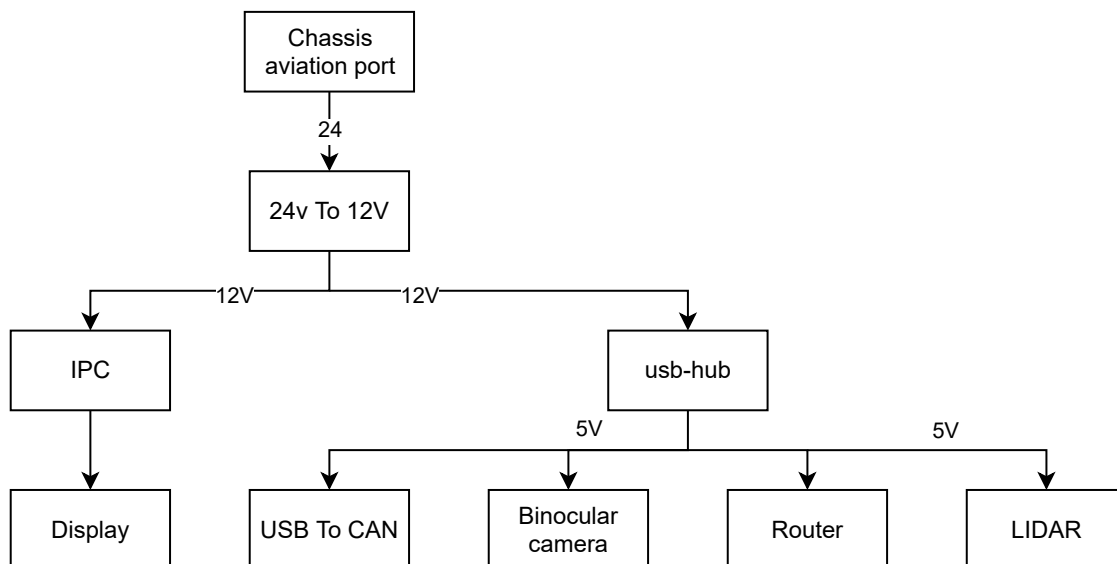 Chassis
aviation port
24
24v To 12V
12V
12V
IPC
usb-hub
5V
5V
Display
USB To CAN
Binocular
camera
Router
LIDAR